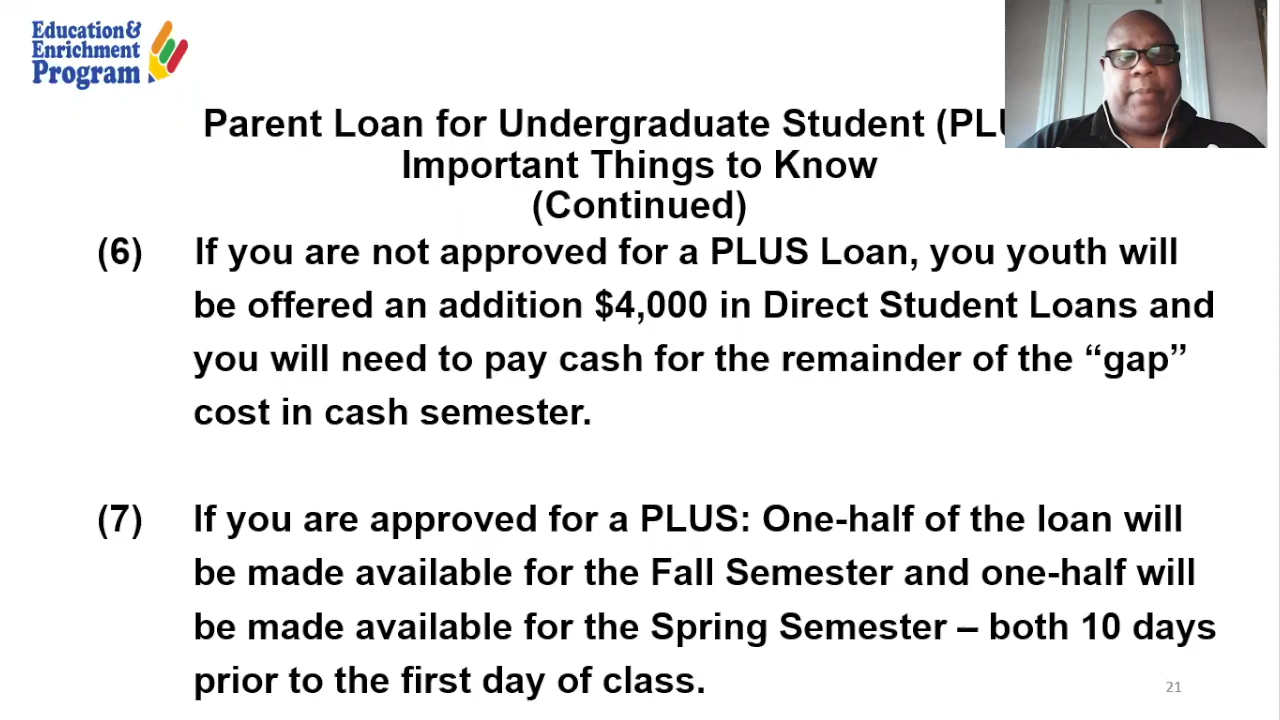 Education&
Enrichment
Program
Parent Loan for Undergraduate Student
Important Things to Know
(Continued)
(6) If you are not approved for a PLUS Loan, you youth will
be offered an addition $4,000 in Direct Student Loans and
you will need to pay cash for the remainder of the “gap”
cost in cash semester.
(7) If you are approved for a PLUS: One-half of the loan will
be made available for the Fall Semester and one-half will
be made available for the Spring Semester – both 10 days
prior to the first day of class.
21